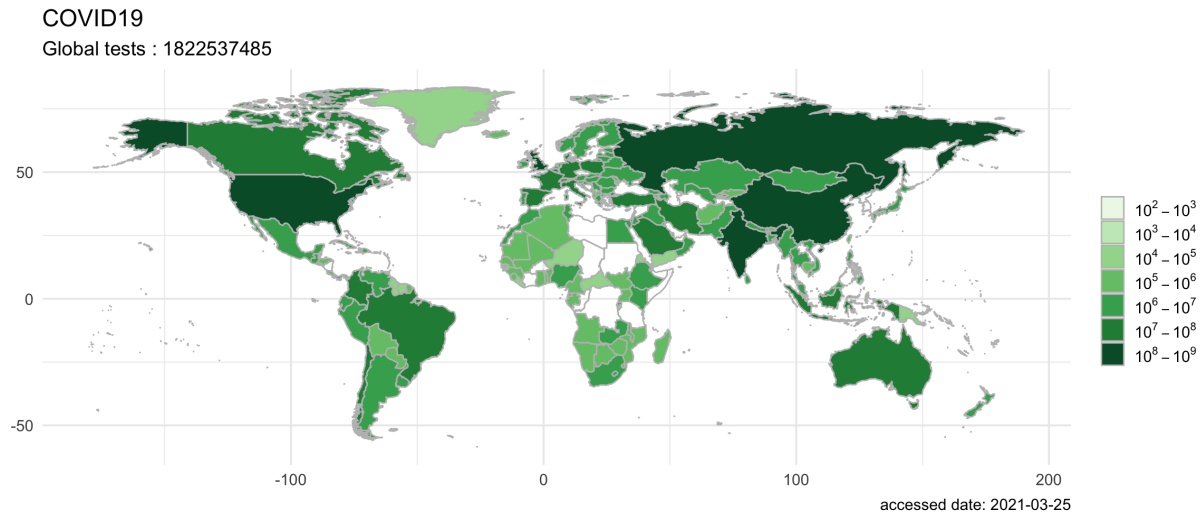 COVID19
Global tests : 1822537485
50
0
-50
-100
0
100
200
10² − 10³
10³ − 10⁴
10⁴ − 10⁵
10⁵ − 10⁶
10⁶ − 10⁷
10⁷ − 10⁸
10⁸ − 10⁹
accessed date: 2021-03-25